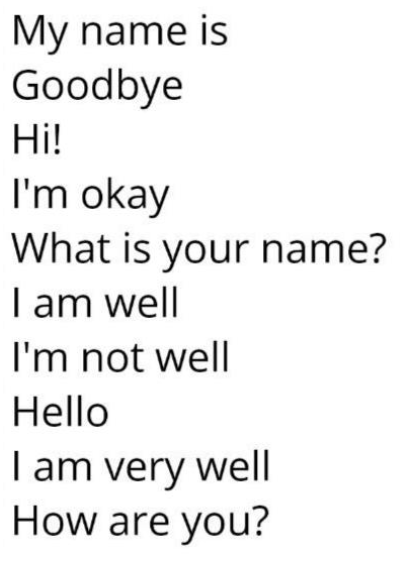 My name is
Goodbye
Hi!
I'm okay
What is your name?
I am well
I'm not well
Hello
I am very well
How are you?